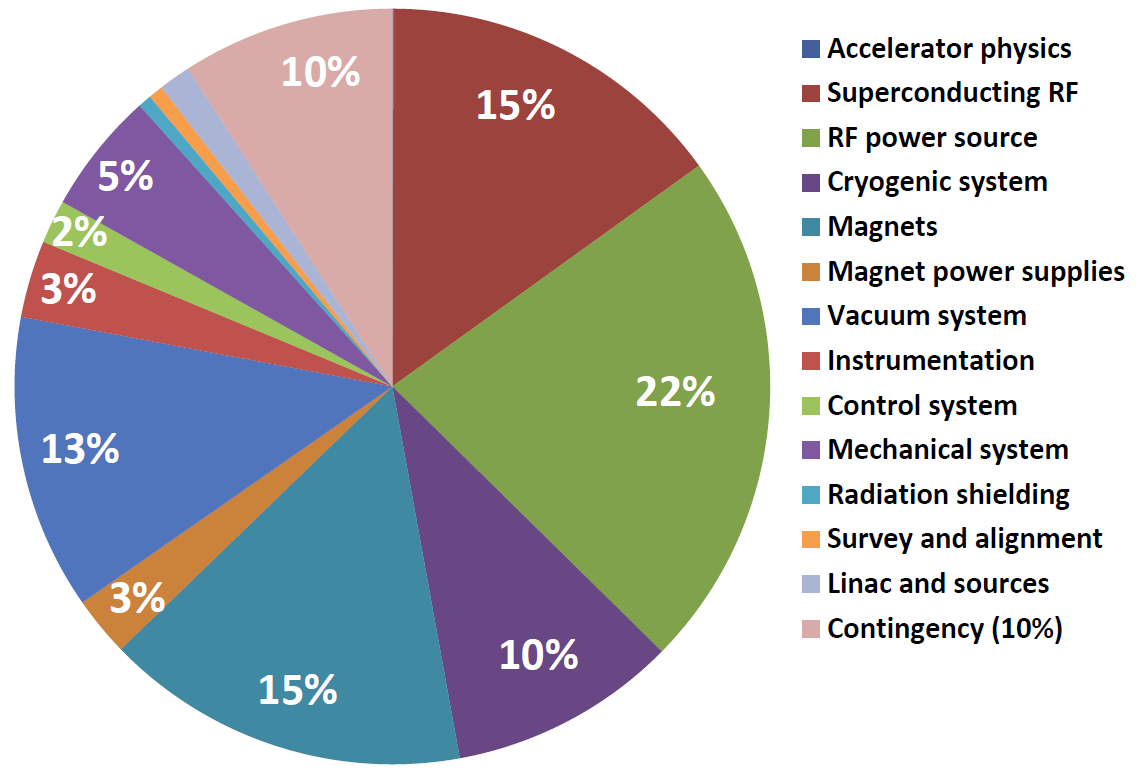 10%
15%
5%
2%
3%
22%
13%
3%
10%
15%
Accelerator physics
Superconducting RF
RF power source
Cryogenic system
Magnets
Magnet power supplies
Vacuum system
Instrumentation
Control system
Mechanical system
Radiation shielding
Survey and alignment
Linac and sources
Contingency (10%)